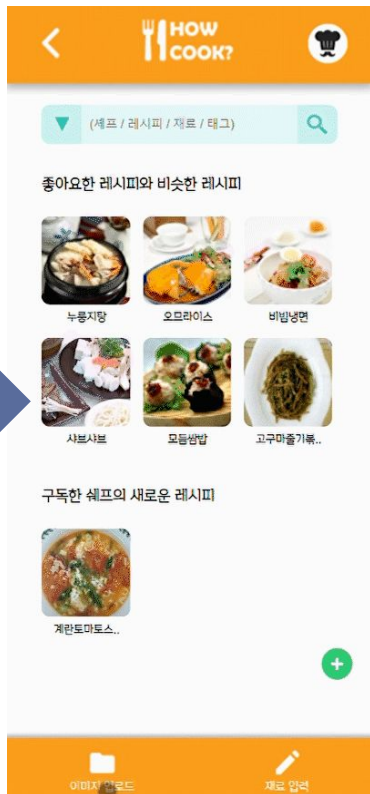 HOW
COOK?
(셰프 / 레시피 / 재료 / 태그)
좋아요한 레시피와 비슷한 레시피
누룽지탕 오므라이스 비빔냉면
샤브샤브 모듬쌈밥 고구마줄기볶..
구독한 쉐프의 새로운 레시피
계란토마토스..
재료 입력